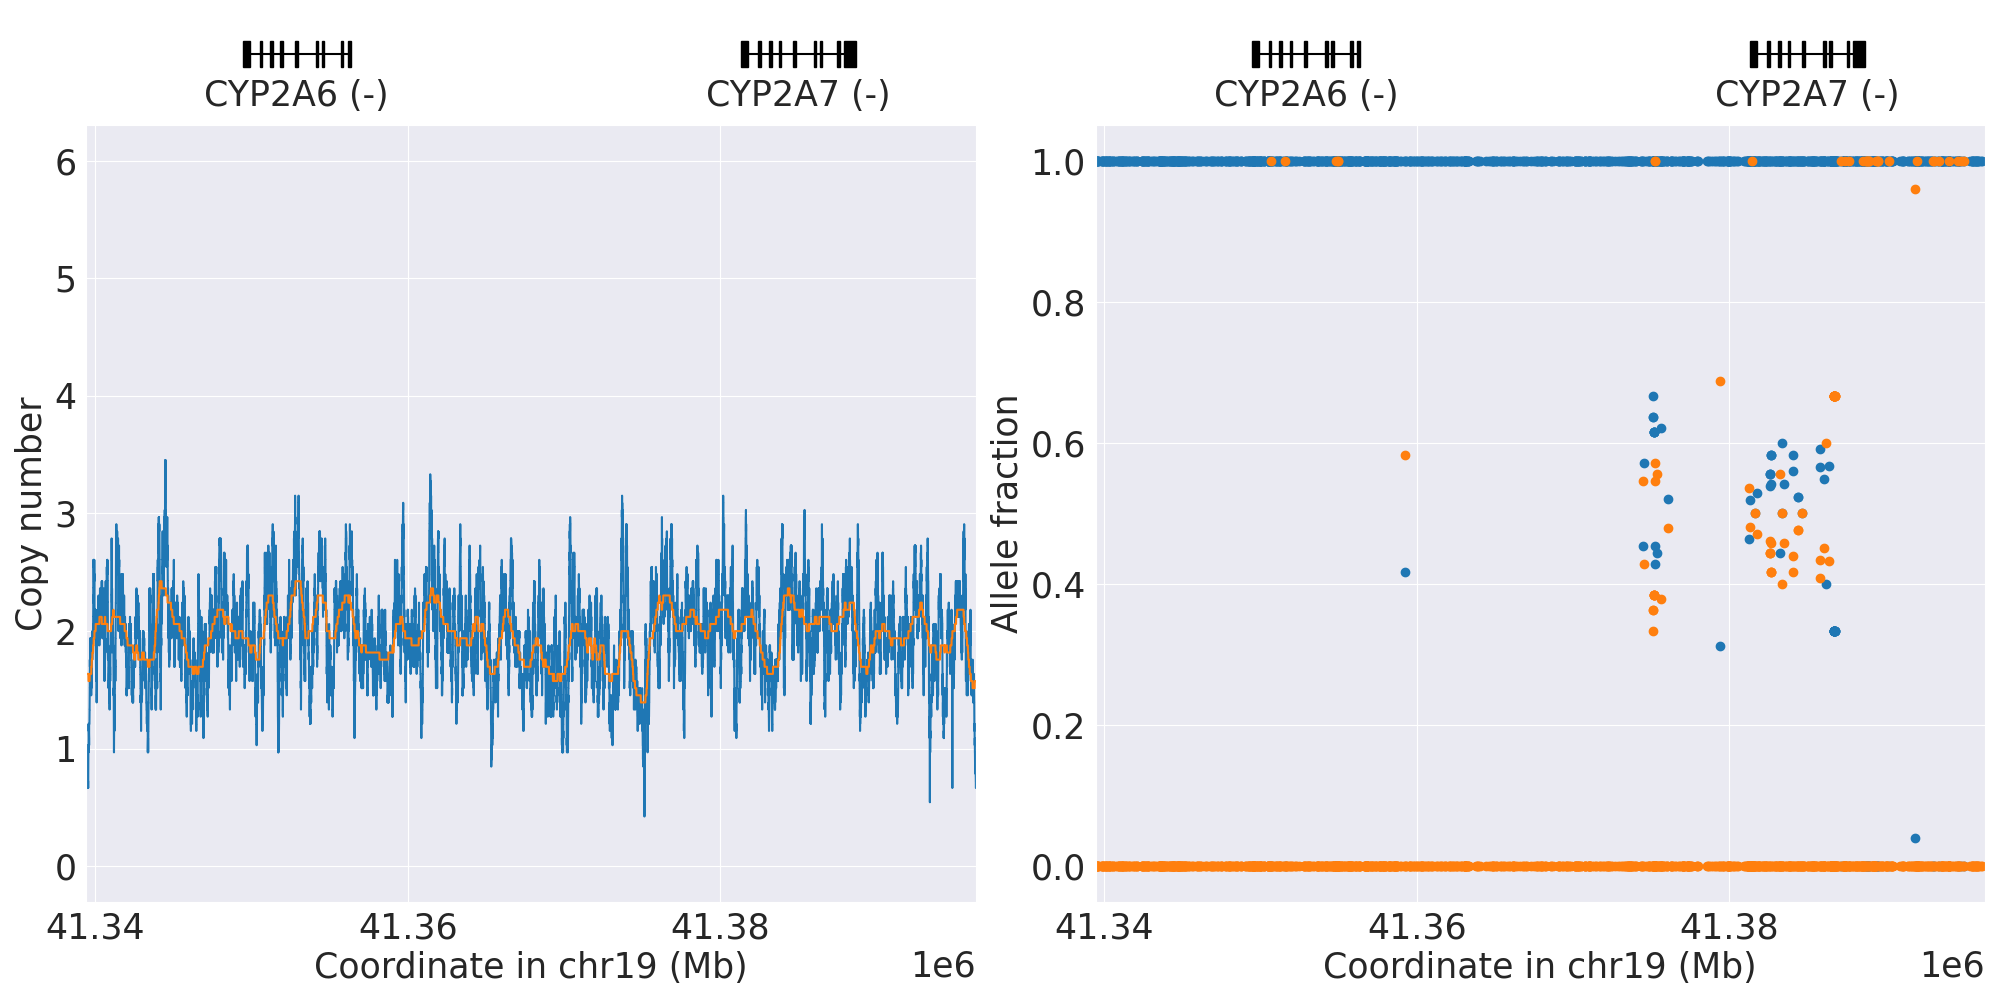 CYP2A6 (-)
CYP2A7 (-)
6
5
4
3
2
1
0
Copy number
41.34
41.36
41.38
Coordinate in chr19 (Mb)
1e6
CYP2A6 (-)
CYP2A7 (-)
1.0
0.8
0.6
0.4
0.2
0.0
Allele fraction
41.34
41.36
41.38
Coordinate in chr19 (Mb)
1e6